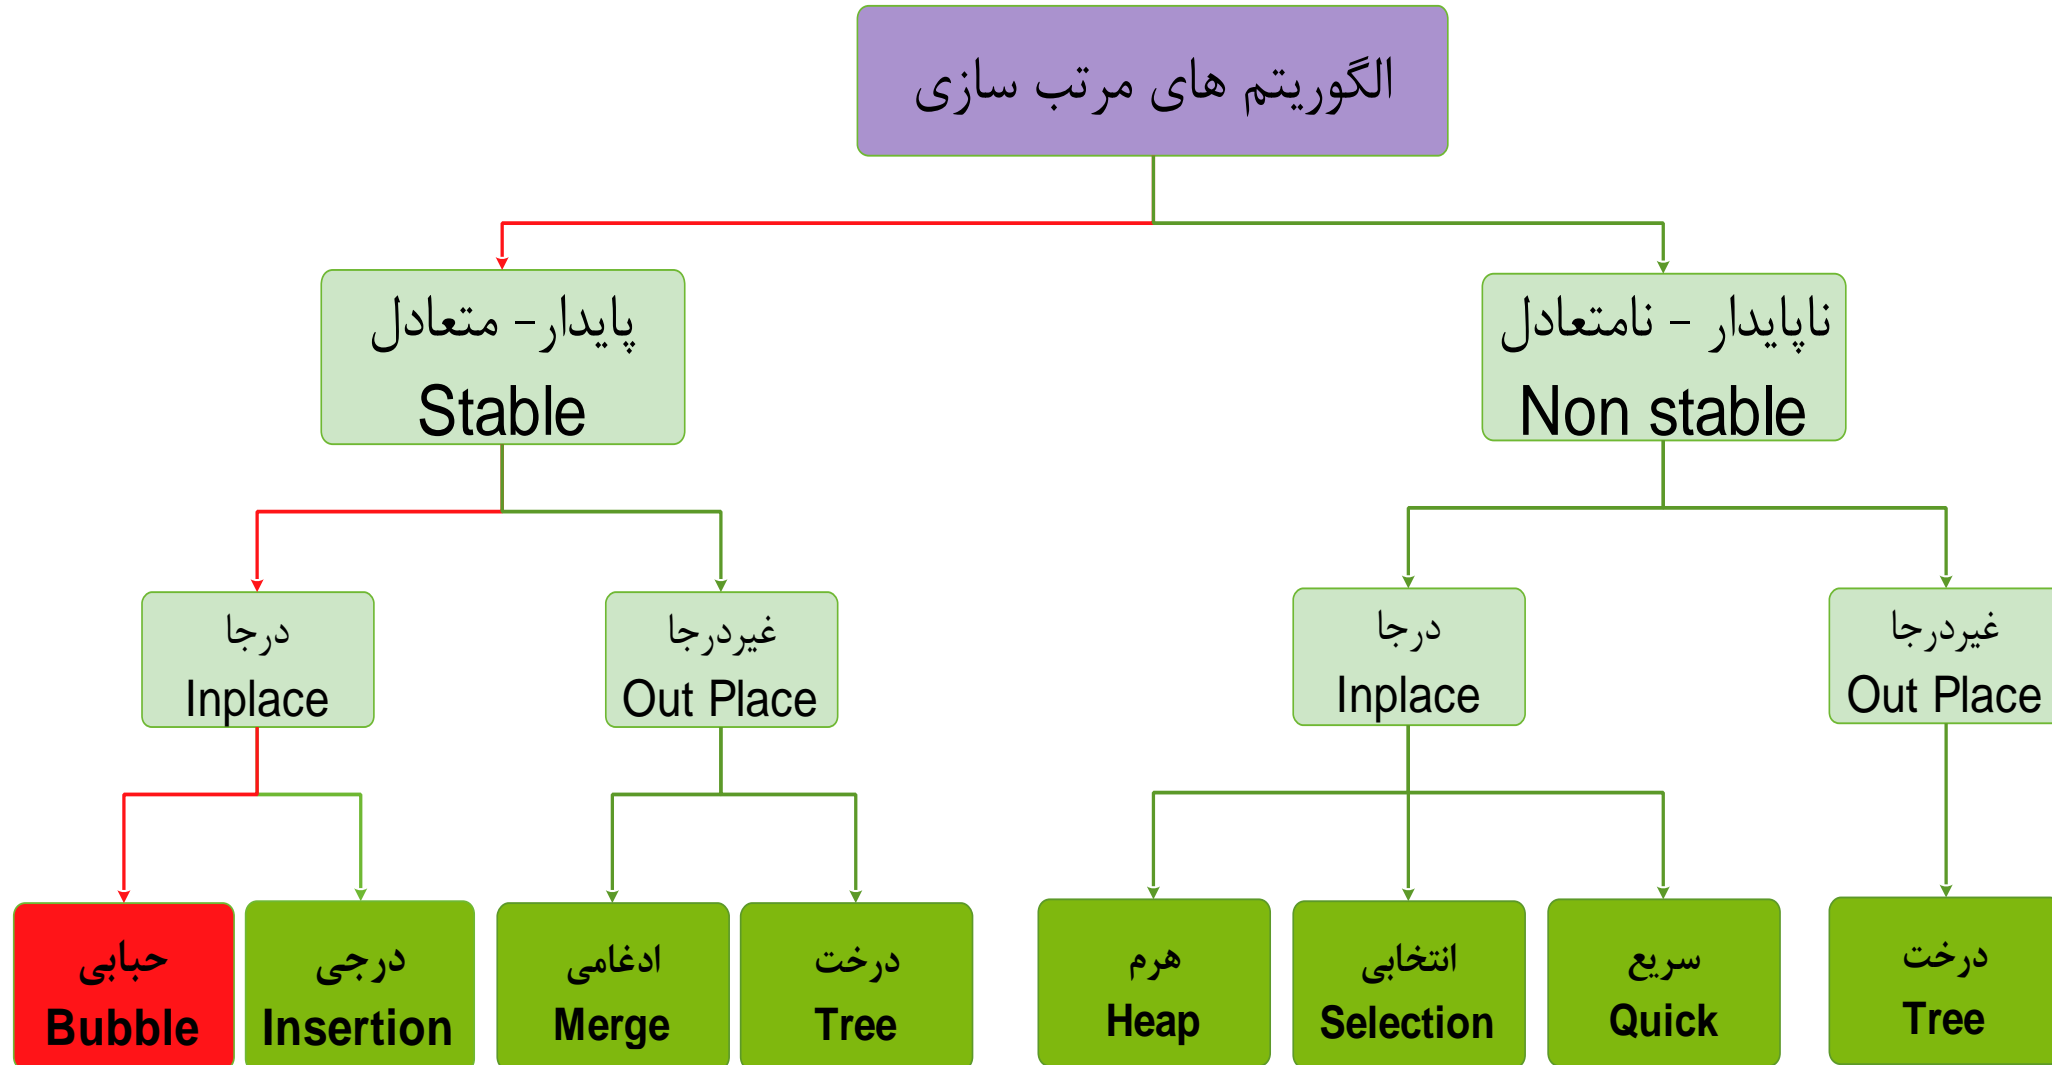 الگوریتم های مرتب سازی
پایدار- متعادل
Stable
ناپایدار - نامتعادل
Non stable
درجا
Inplace
غیردرجا
Out Place
درجا
Inplace
غیردرجا
Out Place
حبابی
Bubble
درجی
Insertion
ادغامی
Merge
درخت
Tree
هرم
Heap
انتخابی
Selection
سریع
Quick
درخت
Tree